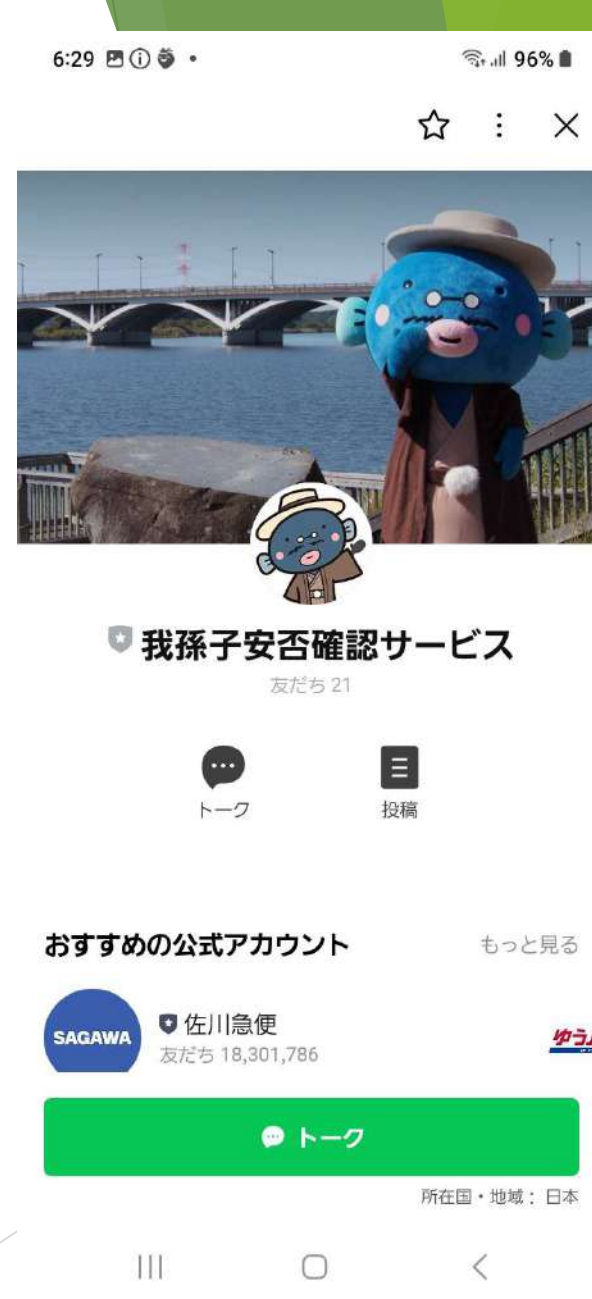 6:29
96%
我孫子安否確認サービス
友だち 21
トーク
投稿
おすすめの公式アカウント
もっと見る
SAGAWA
佐川急便
友だち 18,301,786
トーク
所在国・地域： 日本